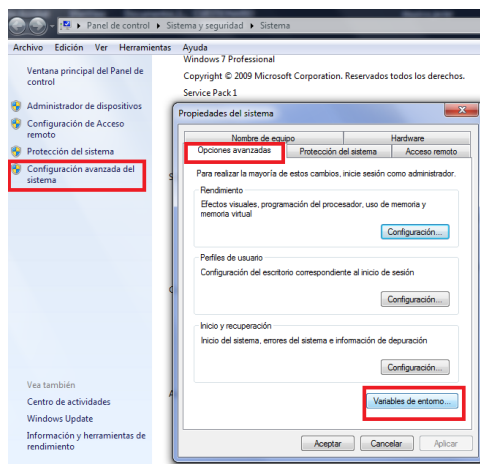 Panel de control ▸ Sistema y seguridad ▸ Sistema
Archivo Edición Ver Herramientas Ayuda
Windows 7 Professional
Ventana principal del Panel de
control
Copyright © 2009 Microsoft Corporation. Reservados todos los derechos.
Service Pack 1
Administrador de dispositivos
Configuración de Acceso
remoto
Protección del sistema
Configuración avanzada del
sistema
Propiedades del sistema
Nombre de equipo Hardware
Opciones avanzadas Protección del sistema Acceso remoto
Para realizar la mayoría de estos cambios, inicie sesión como administrador.
Rendimiento
Efectos visuales, programación del procesador, uso de memoria y
memoria virtual
Configuración...
Perfiles de usuario
Configuración del escritorio correspondiente al inicio de sesión
Configuración...
Inicio y recuperación
Inicio del sistema, errores del sistema e información de depuración
Configuración...
Variables de entorno...
Aceptar Cancelar Aplicar
Vea también
Centro de actividades
Windows Update
Información y herramientas de
rendimiento